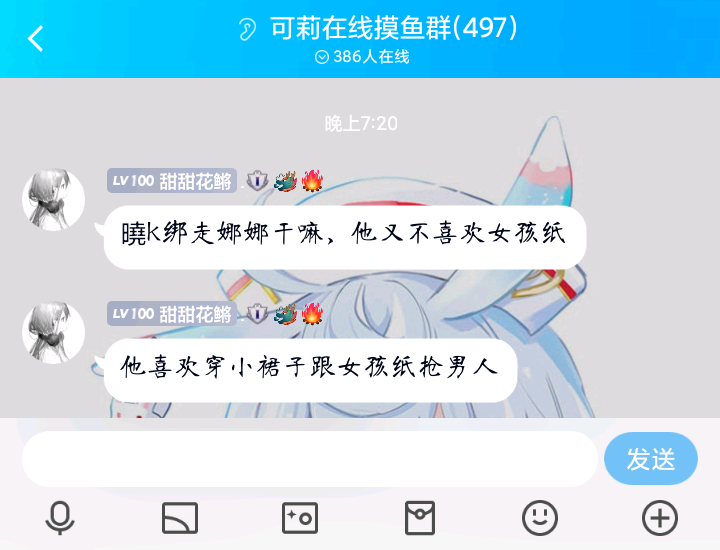 可莉在线摸鱼群(497)
386人在线
晚上7:20
LV100 甜甜花鳉 .
曉K绑走娜娜干嘛，他又不喜欢女孩纸
LV100 甜甜花鳉 .
他喜欢穿小裙子跟女孩纸枪男人
发送